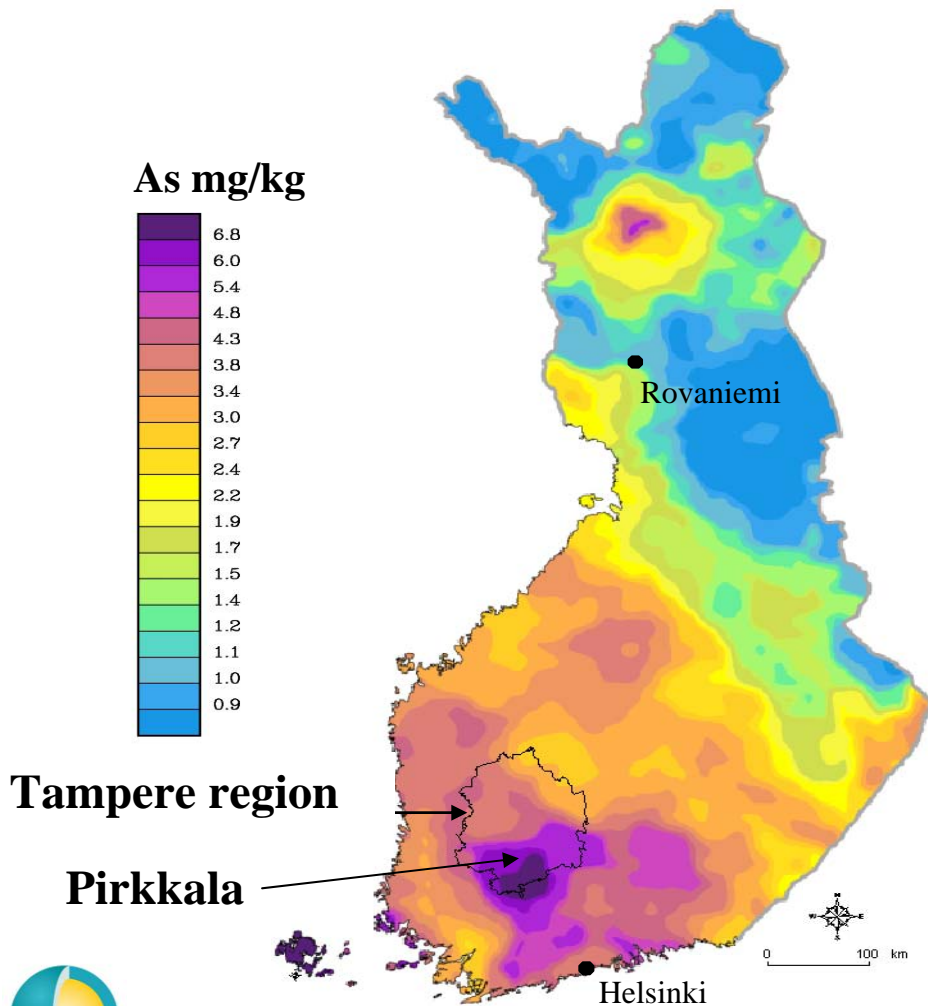 As mg/kg
6.8
6.0
5.4
4.8
4.3
3.8
3.4
3.0
2.7
2.4
2.2
1.9
1.7
1.5
1.4
1.2
1.1
1.0
0.9
Rovaniemi
Tampere region
Pirkkala
N
W E
S
0 100 km
Helsinki